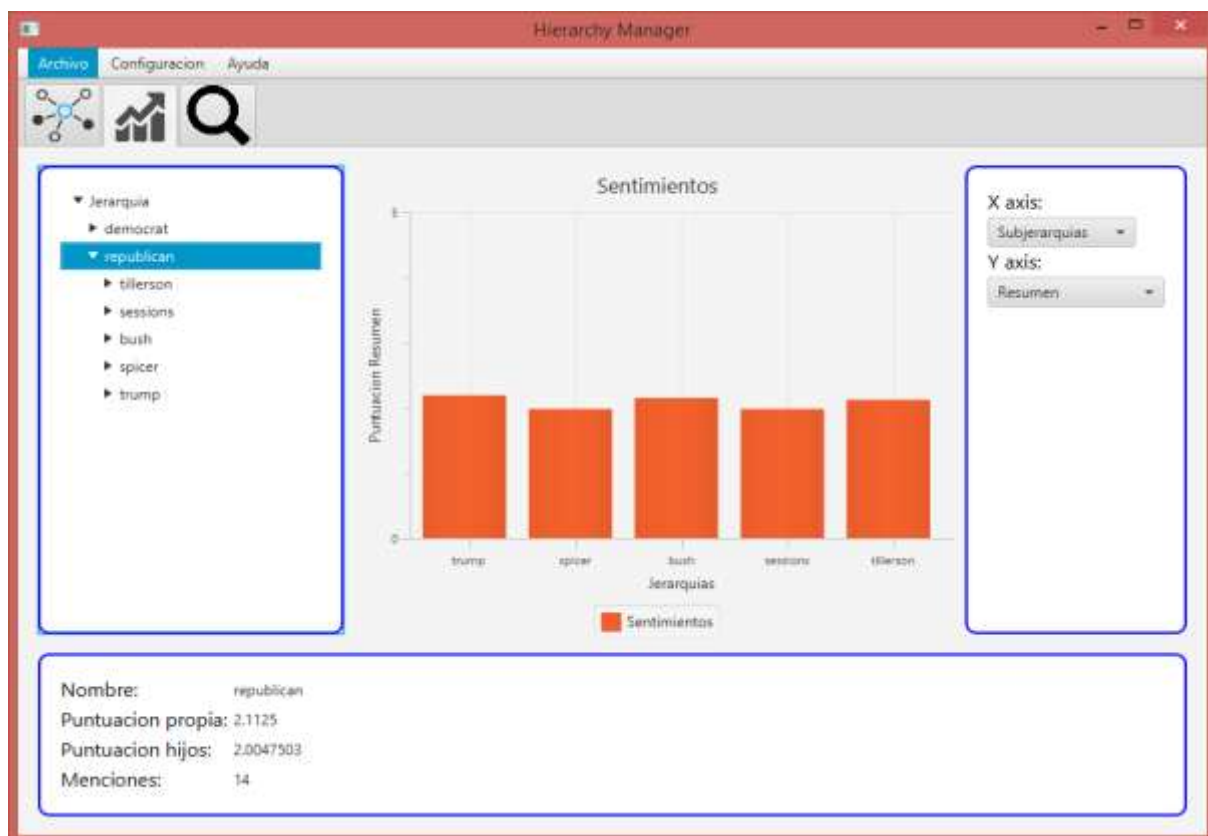 Hierarchy Manager
Archivo Configuracion Ayuda
Jerarquia
democrat
republican
tillerson
sessions
bush
spicer
trump
Sentimientos
5
0
Puntuacion Resumen
trump spicer bush sessions tillerson
Jerarquias
Sentimientos
X axis:
Subjerarquias
Y axis:
Resumen
Nombre: republican
Puntuacion propia: 2.1125
Puntuacion hijos: 2.0047503
Menciones: 14